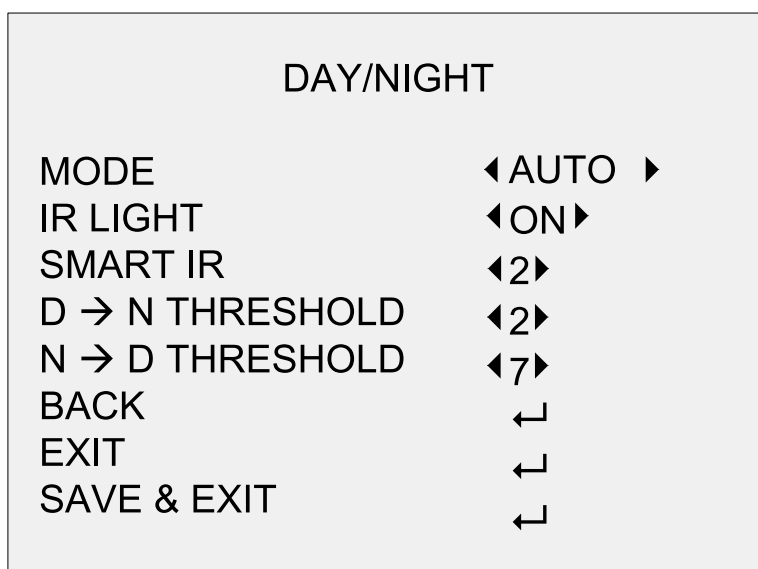 DAY/NIGHT
MODE ◀ AUTO ▶
IR LIGHT ◀ ON ▶
SMART IR ◀ 2 ▶
D → N THRESHOLD ◀ 2 ▶
N → D THRESHOLD ◀ 7 ▶
BACK ↵
EXIT ↵
SAVE & EXIT ↵